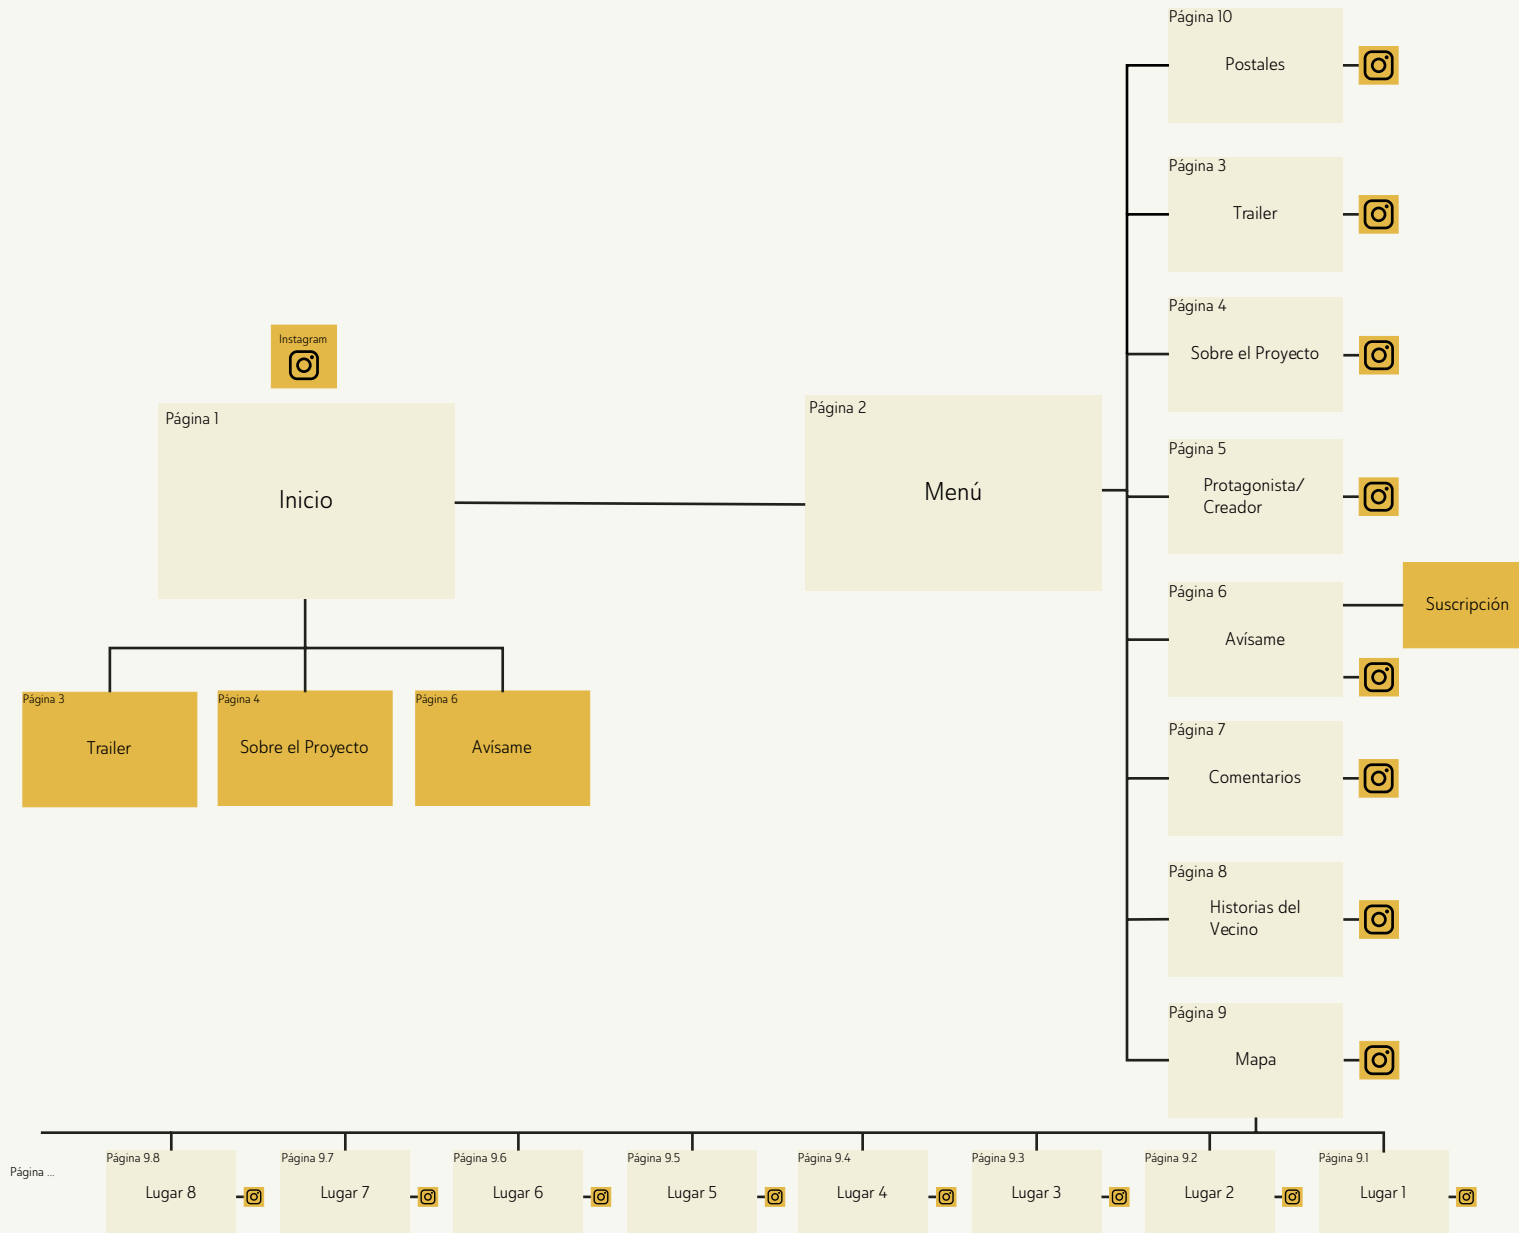 Página 10
Postales
Página 3
Trailer
Página 4
Sobre el Proyecto
Instagram
Página 1
Inicio
Página 2
Menú
Página 5
Protagonista/
Creador
Página 6
Avísame
Suscripción
Página 3
Trailer
Página 4
Sobre el Proyecto
Página 6
Avísame
Página 7
Comentarios
Página 8
Historias del
Vecino
Página 9
Mapa
Página ...
Página 9.8
Lugar 8
Página 9.7
Lugar 7
Página 9.6
Lugar 6
Página 9.5
Lugar 5
Página 9.4
Lugar 4
Página 9.3
Lugar 3
Página 9.2
Lugar 2
Página 9.1
Lugar 1